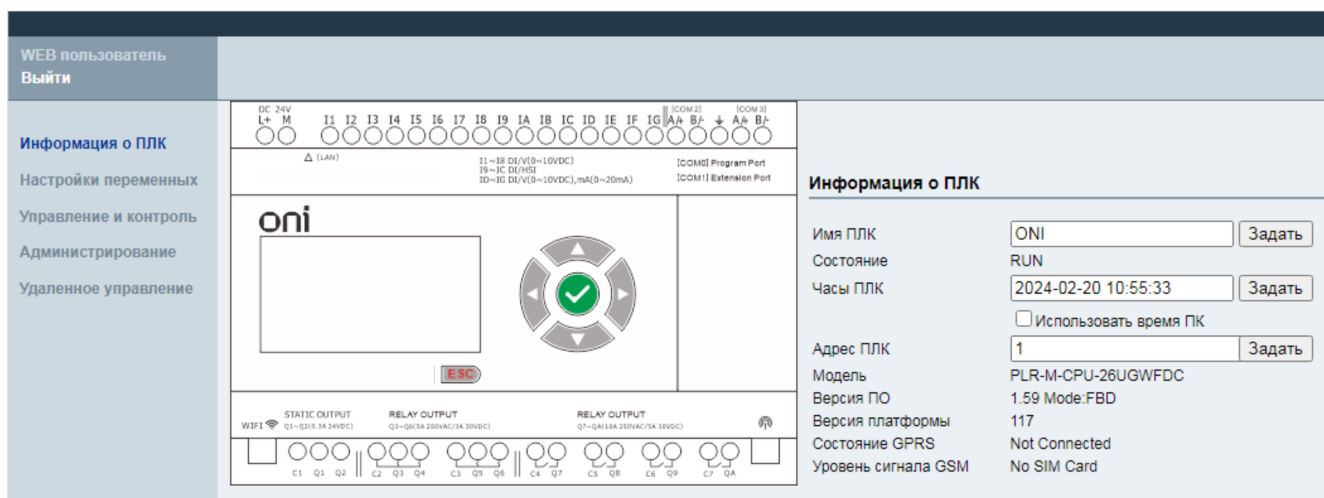 WEB пользователь
Выйти
Информация о ПЛК
Настройки переменных
Управление и контроль
Администрирование
Удаленное управление
DC 24V
L+ M I1 I2 I3 I4 I5 I6 I7 I8 I9 IA IB IC ID IE IF IG A/+ B/- A/+ B/-
[COM2] [COM3]
(LAN)
I1~I8 DI/V(0~10VDC)
I9~IC DI/HSI
ID~IG DI/V(0~10VDC),mA(0~20mA)
[COM0] Program Port
[COM1] Extension Port
oni
ESC
WIFI
STATIC OUTPUT
Q1~Q2(0.3A 24VDC)
RELAY OUTPUT
Q3~Q6(5A 250VAC/3A 30VDC)
RELAY OUTPUT
Q7~QA(10A 250VAC/5A 30VDC)
C1 Q1 Q2 C2 Q3 Q4 C3 Q5 Q6 C4 Q7 C5 Q8 C6 Q9 C7 QA
Информация о ПЛК
Имя ПЛК ONI Задать
Состояние RUN
Часы ПЛК 2024-02-20 10:55:33 Задать
Использовать время ПК
Адрес ПЛК 1 Задать
Модель PLR-M-CPU-26UGWFDC
Версия ПО 1.59 Mode:FBD
Версия платформы 117
Состояние GPRS Not Connected
Уровень сигнала GSM No SIM Card